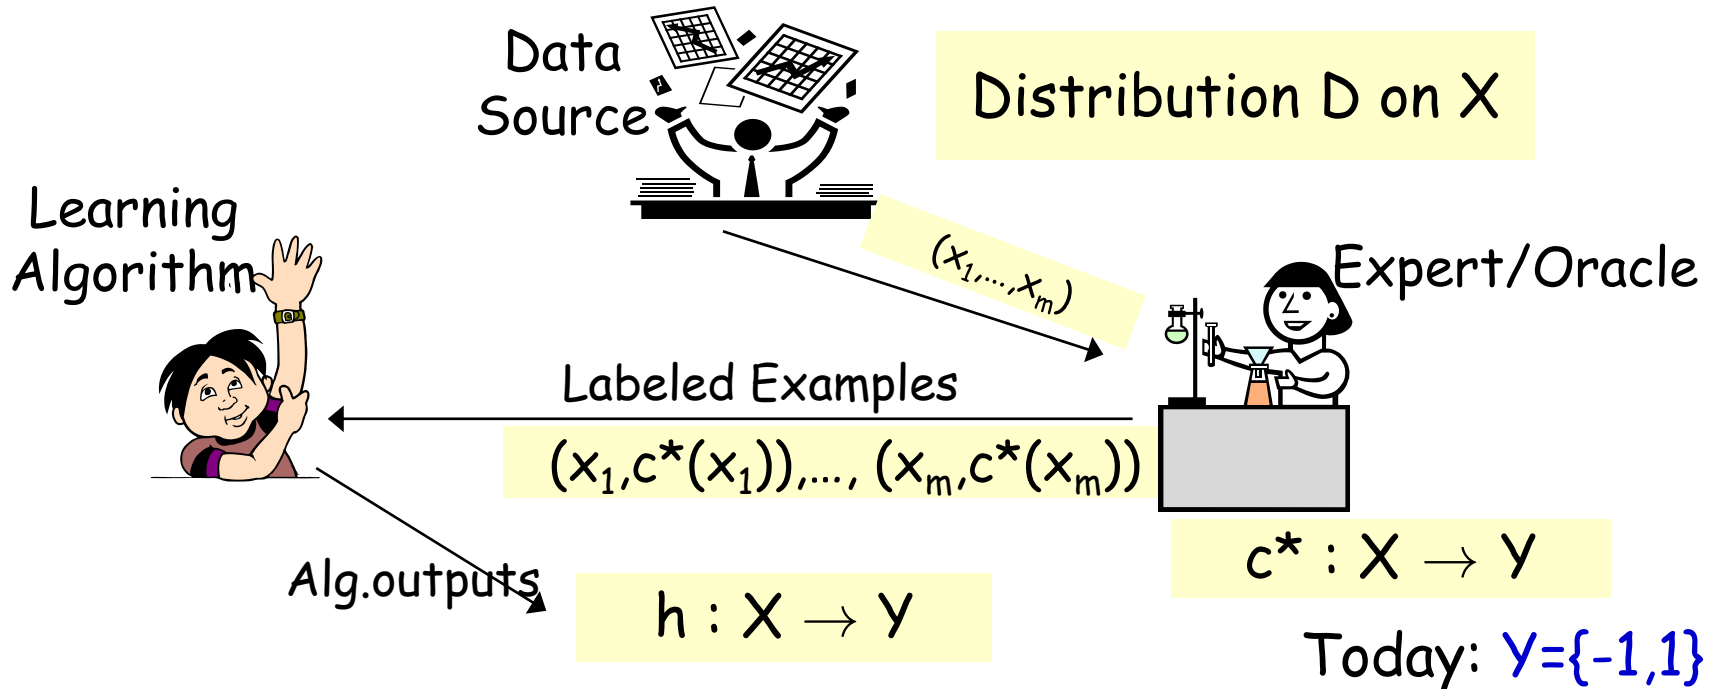 Data
Source
Distribution D on X
Learning
Algorithm
(x₁,...,xₘ)
Expert/Oracle
Labeled Examples
(x₁,c*(x₁)),..., (xₘ,c*(xₘ))
c* : X → Y
Alg.outputs
h : X → Y
Today: Y={-1,1}